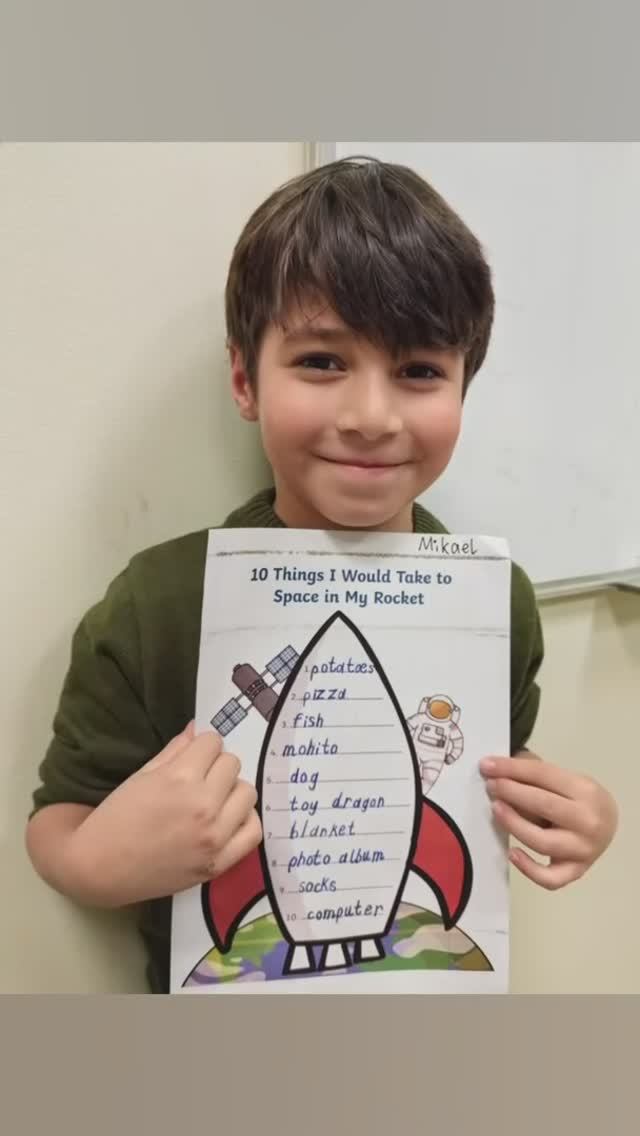 Mikael
10 Things I Would Take to
Space in My Rocket
1. potatoes
2. pizza
3. fish
4. mohito
5. dog
6. toy dragon
7. blanket
8. photo album
9. socks
10. computer